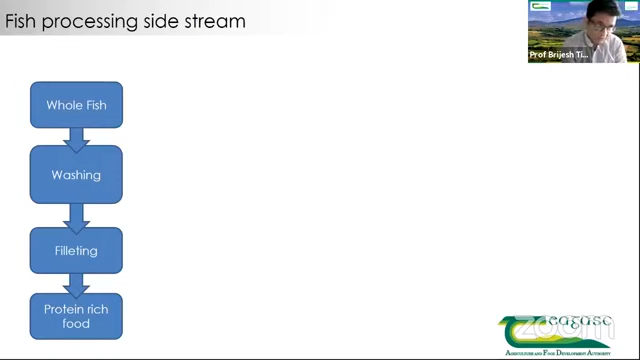 Fish processing side stream
Prof Brijesh Ti...
Whole Fish
Washing
Filleting
Protein rich
food
teagasc
zoom
AGRICULTURE AND FOOD DEVELOPMENT AUTHORITY